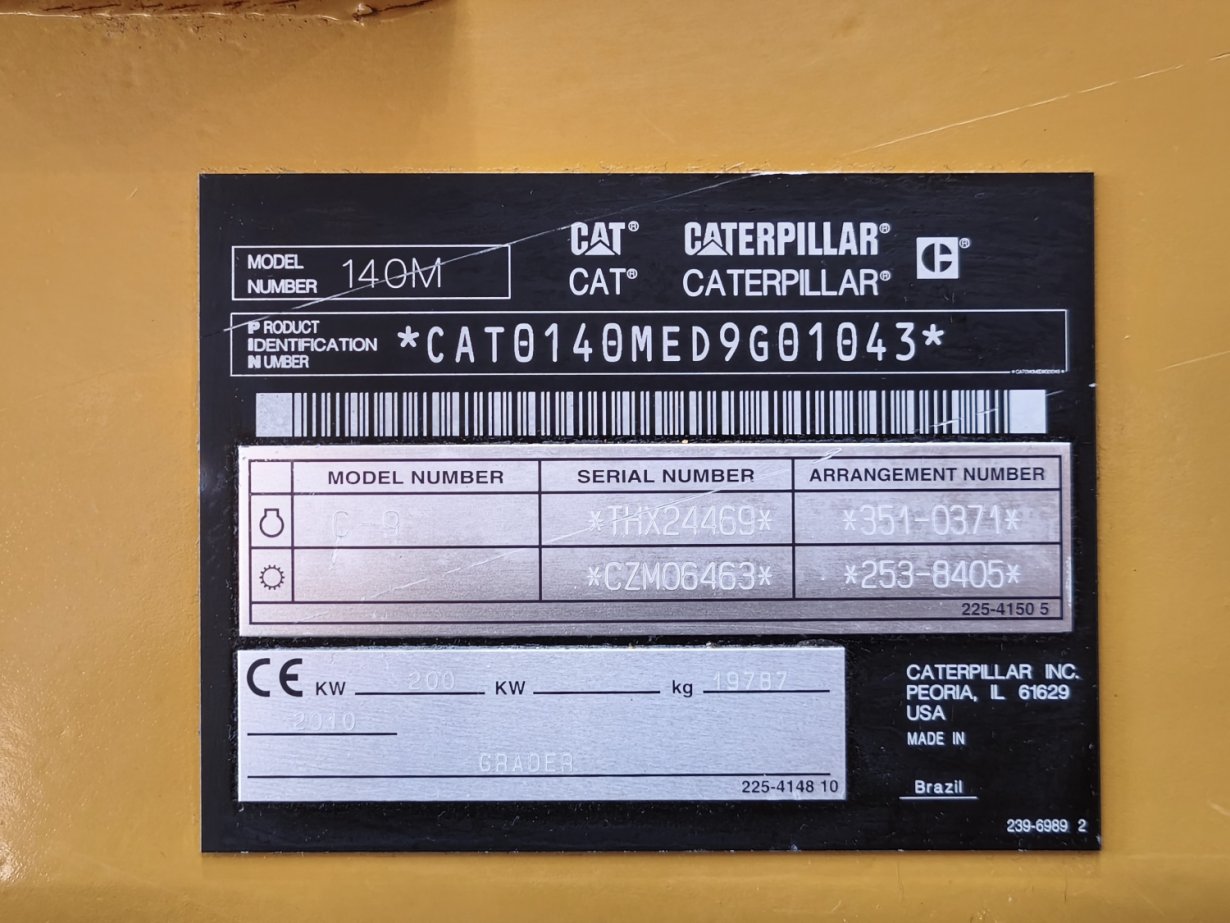 CAT® CATERPILLAR® C®
CAT® CATERPILLAR®
MODEL
NUMBER 140M
PRODUCT
IDENTIFICATION
NUMBER
*CAT0140MED9G01043*
MODEL NUMBER SERIAL NUMBER ARRANGEMENT NUMBER
C-9 *THX24469* *351-0371*
*CZM06463* *253-8405*
225-4150 5
CE KW 200 KW kg 19787
2010
GRADER
225-4148 10
CATERPILLAR INC.
PEORIA, IL 61629
USA
MADE IN
Brazil
239-6989 2